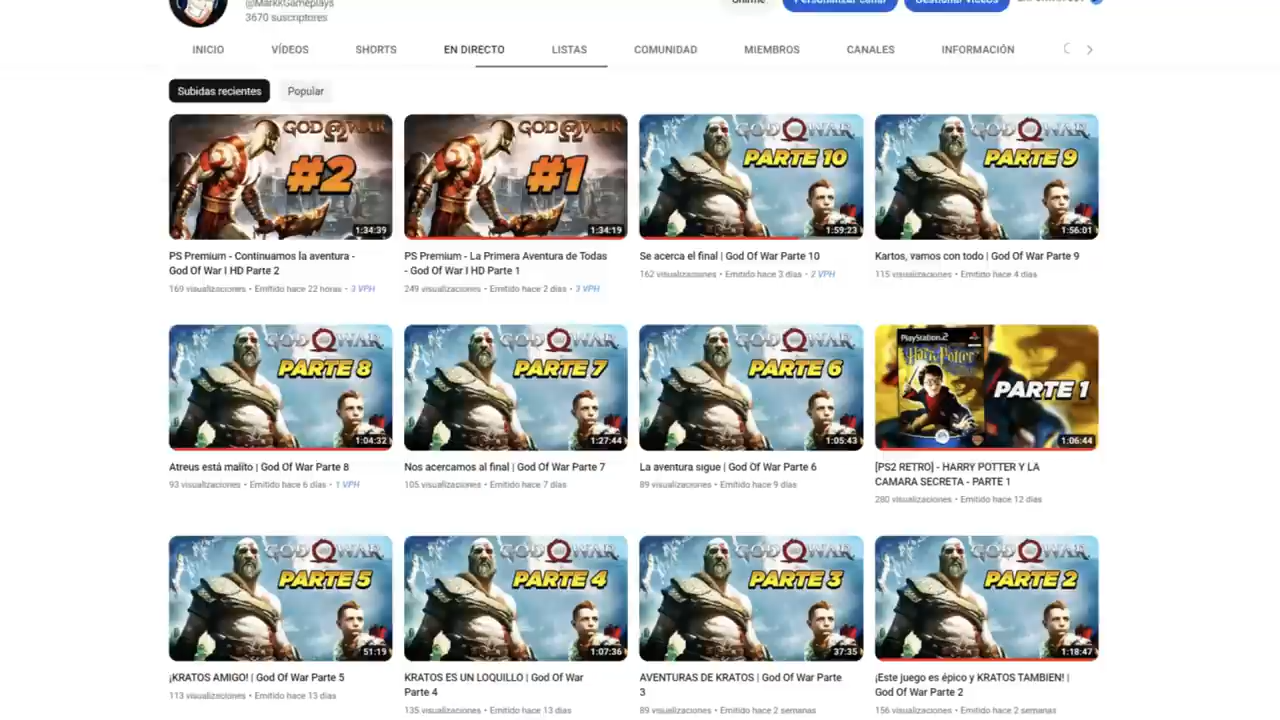 @MarkKGameplays
3670 suscriptores
INICIO
VÍDEOS
SHORTS
EN DIRECTO
LISTAS
COMUNIDAD
MIEMBROS
CANALES
INFORMACIÓN
Subidas recientes
Popular
GOD OF WAR
#2
1:34:39
GOD OF WAR
#1
1:34:19
GOD OF WAR
PARTE 10
1:59:23
GOD OF WAR
PARTE 9
1:56:01
PS Premium - Continuamos la aventura -
God Of War I HD Parte 2
169 visualizaciones • Emitido hace 22 horas • 3 VPH
PS Premium - La Primera Aventura de Todas
- God Of War I HD Parte 1
249 visualizaciones • Emitido hace 2 días • 3 VPH
Se acerca el final | God Of War Parte 10
162 visualizaciones • Emitido hace 3 días • 2 VPH
Kartos, vamos con todo | God Of War Parte 9
115 visualizaciones • Emitido hace 4 días
GOD WAR
PARTE 8
1:04:32
GOD WAR
PARTE 7
1:27:44
GOD WAR
PARTE 6
1:05:43
PlayStation 2
Harry Potter
PARTE 1
1:06:44
Atreus está malito | God Of War Parte 8
93 visualizaciones • Emitido hace 6 días • 1 VPH
Nos acercamos al final | God Of War Parte 7
105 visualizaciones • Emitido hace 7 días
La aventura sigue | God Of War Parte 6
89 visualizaciones • Emitido hace 9 días
[PS2 RETRO] - HARRY POTTER Y LA
CAMARA SECRETA - PARTE 1
280 visualizaciones • Emitido hace 12 días
GOD WAR
PARTE 5
51:19
GOD WAR
PARTE 4
1:07:36
GOD WAR
PARTE 3
37:35
GOD WAR
PARTE 2
1:18:47
¡KRATOS AMIGO! | God Of War Parte 5
113 visualizaciones • Emitido hace 13 días
KRATOS ES UN LOQUILLO | God Of War
Parte 4
135 visualizaciones • Emitido hace 13 días
AVENTURAS DE KRATOS | God Of War Parte
3
89 visualizaciones • Emitido hace 2 semanas
¡Este juego es épico y KRATOS TAMBIEN! |
God Of War Parte 2
156 visualizaciones • Emitido hace 2 semanas